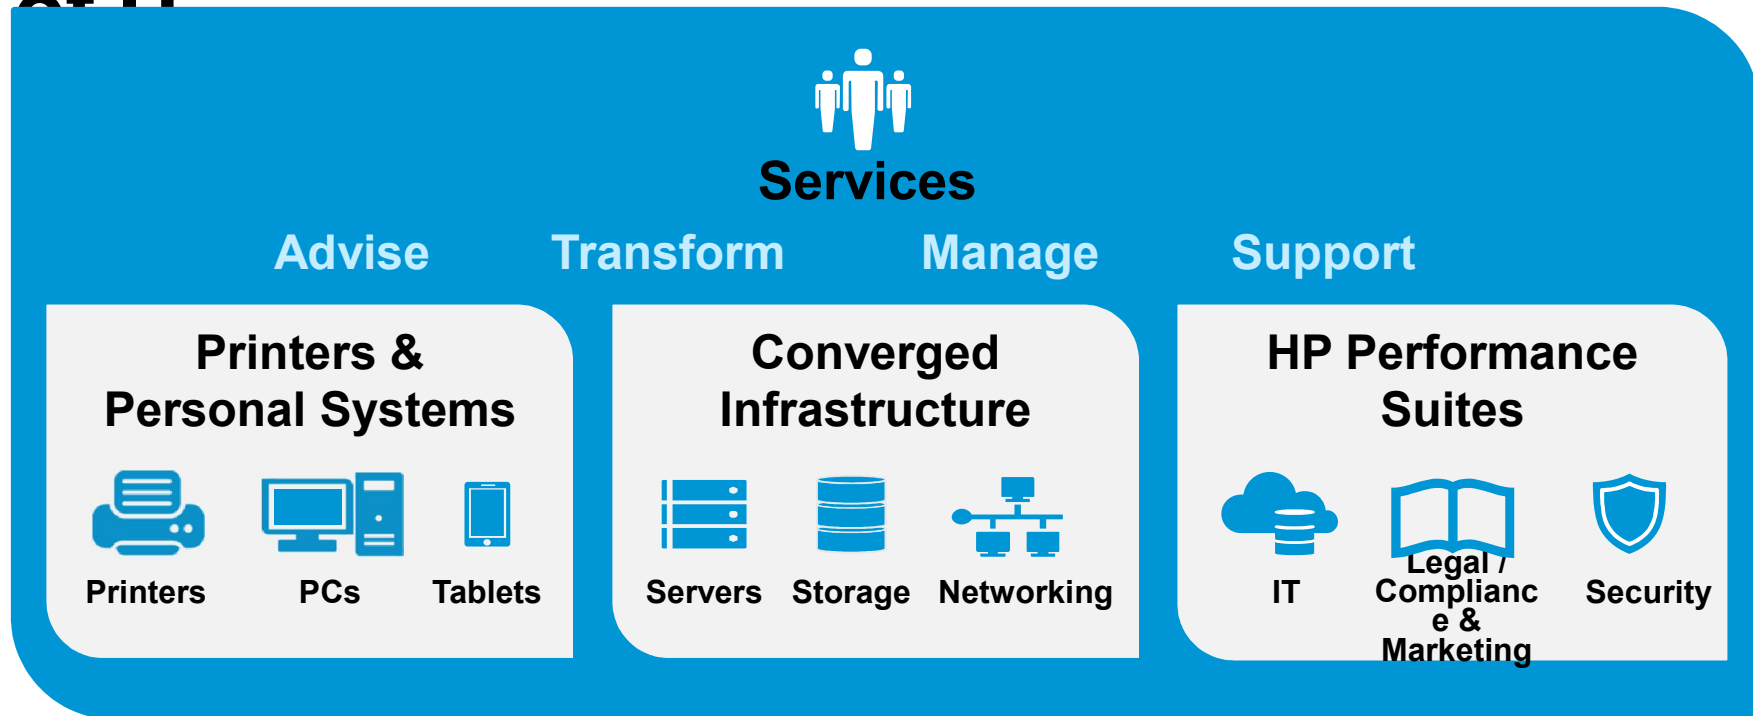 Services
Advise Transform Manage Support
Printers &
Personal Systems
Converged
Infrastructure
HP Performance
Suites
Printers PCs Tablets
Servers Storage Networking
IT
Legal /
Complianc
e &
Marketing
Security